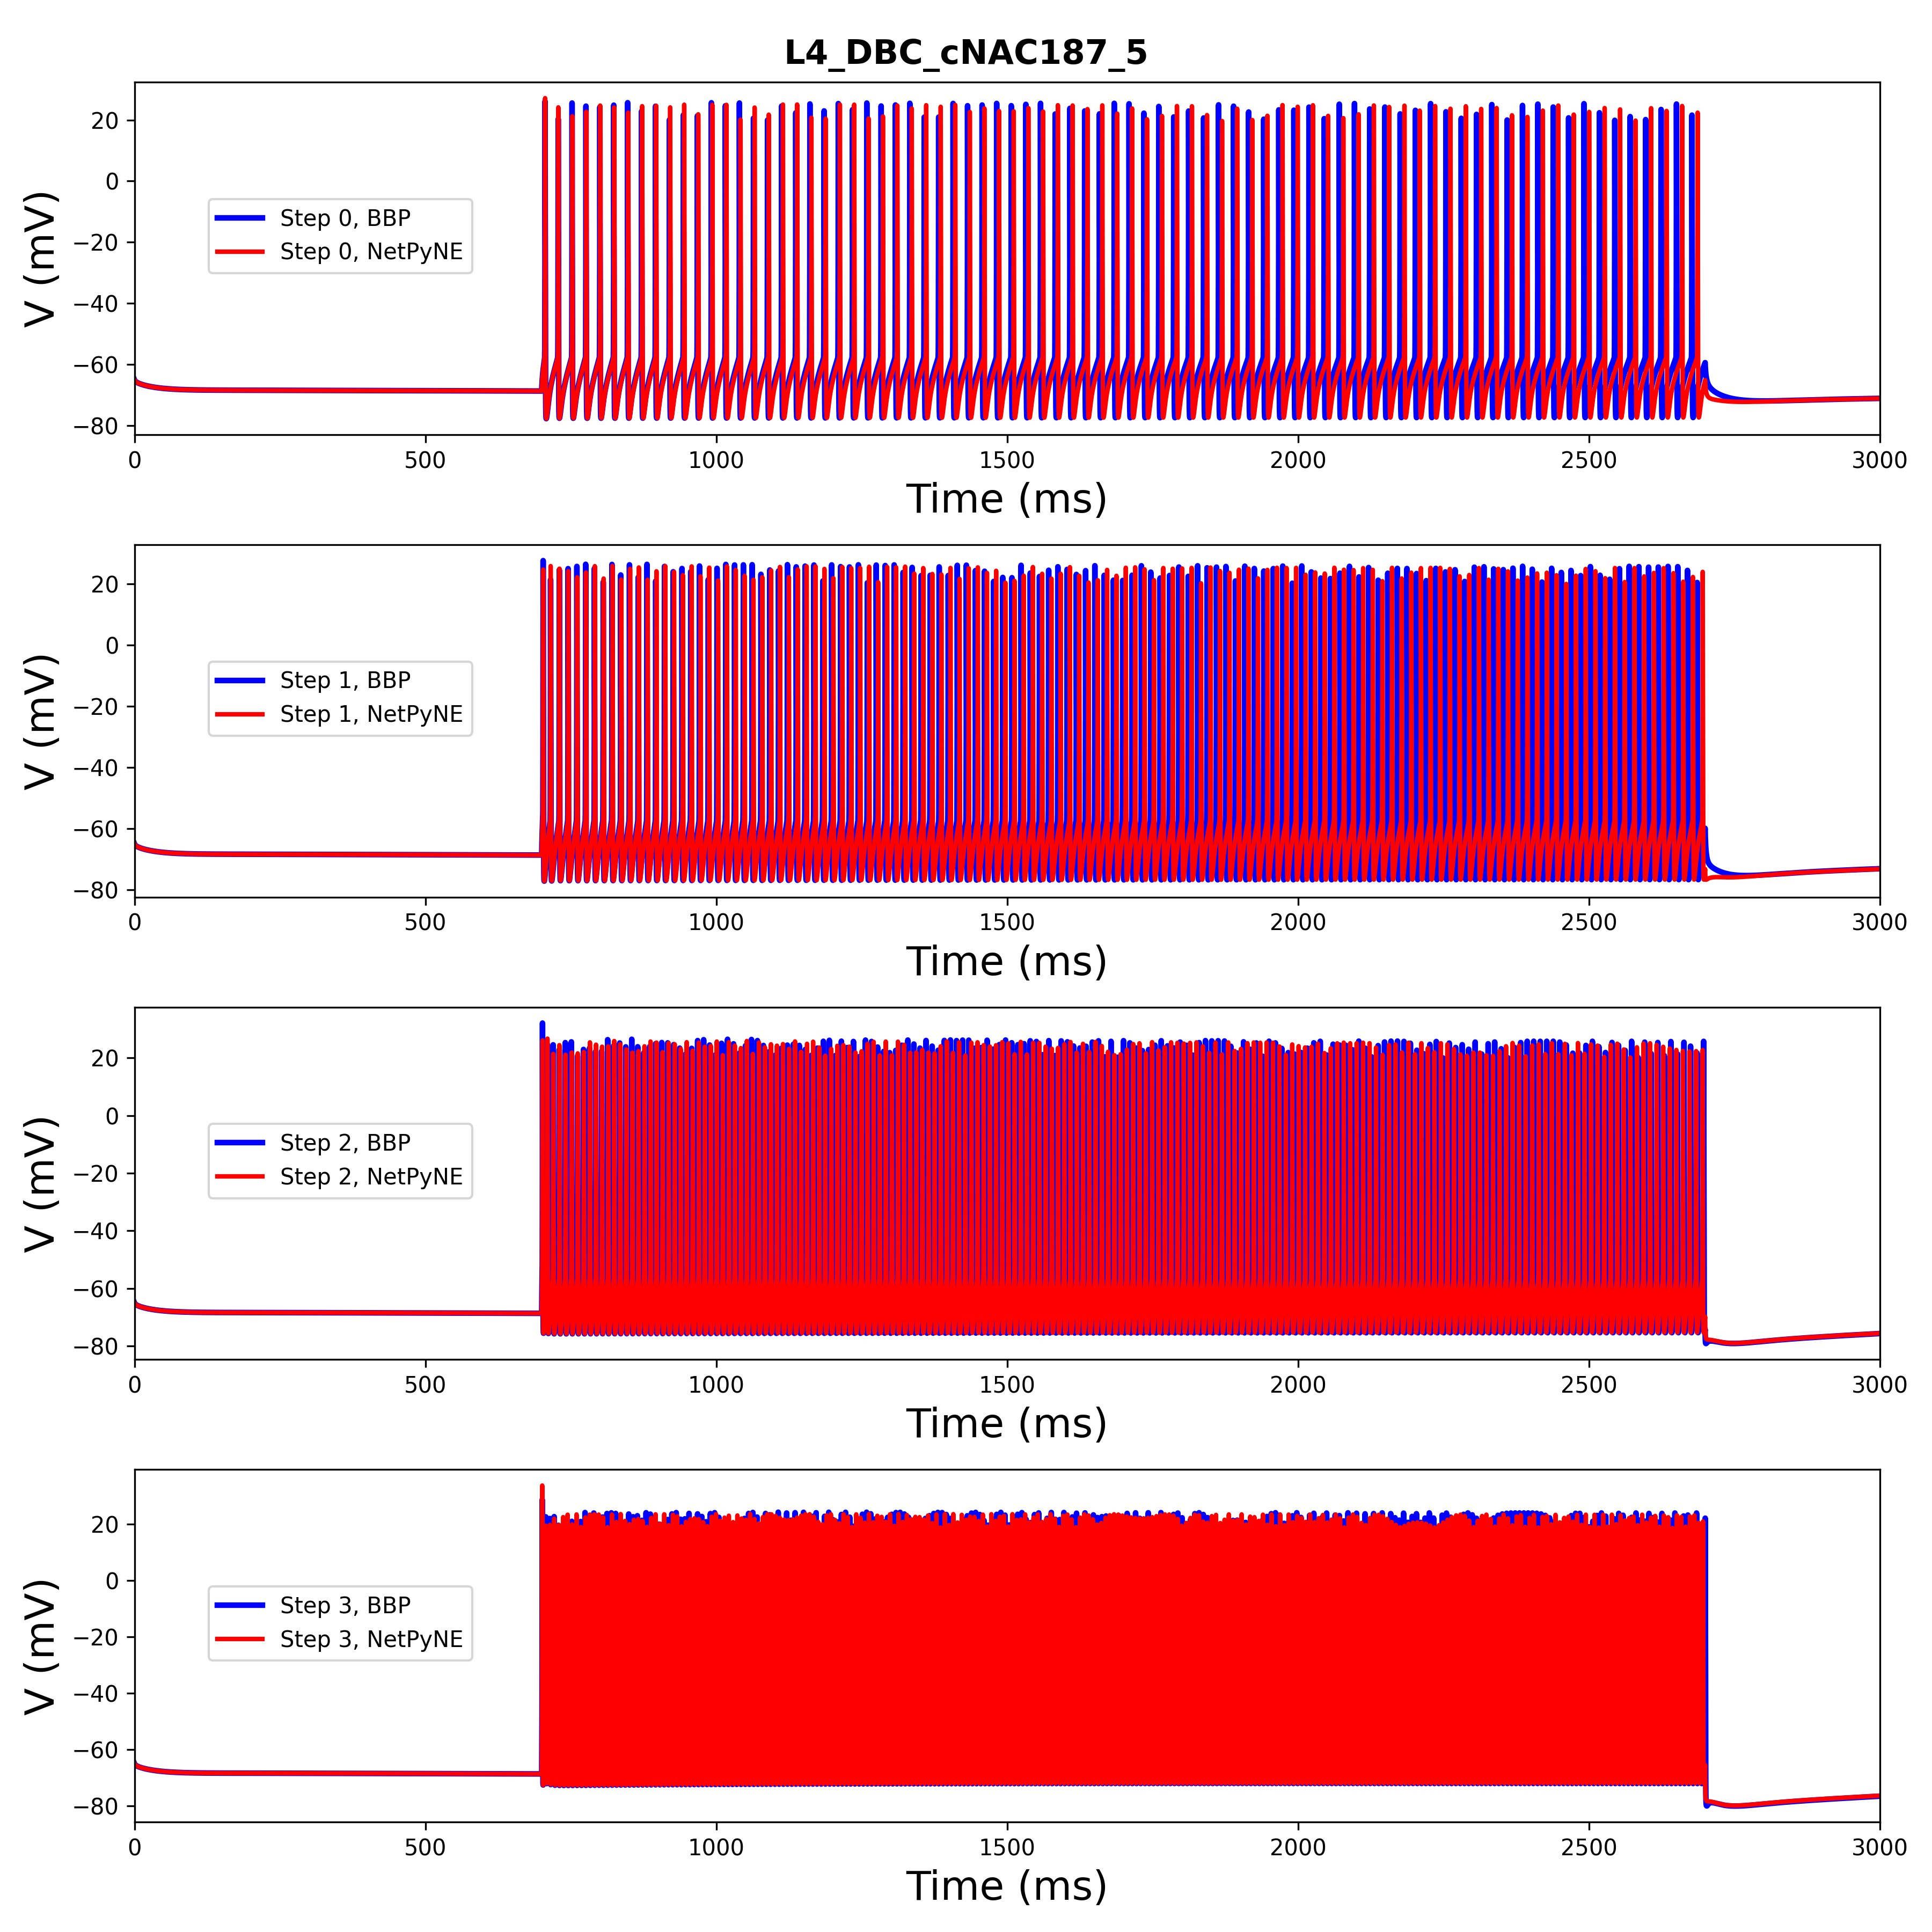 L4_DBC_cNAC187_5
V (mV)
20
0
−20
−40
−60
−80
Step 0, BBP
Step 0, NetPyNE
0 500 1000 1500 2000 2500 3000
Time (ms)
V (mV)
20
0
−20
−40
−60
−80
Step 1, BBP
Step 1, NetPyNE
0 500 1000 1500 2000 2500 3000
Time (ms)
V (mV)
20
0
−20
−40
−60
−80
Step 2, BBP
Step 2, NetPyNE
0 500 1000 1500 2000 2500 3000
Time (ms)
V (mV)
20
0
−20
−40
−60
−80
Step 3, BBP
Step 3, NetPyNE
0 500 1000 1500 2000 2500 3000
Time (ms)